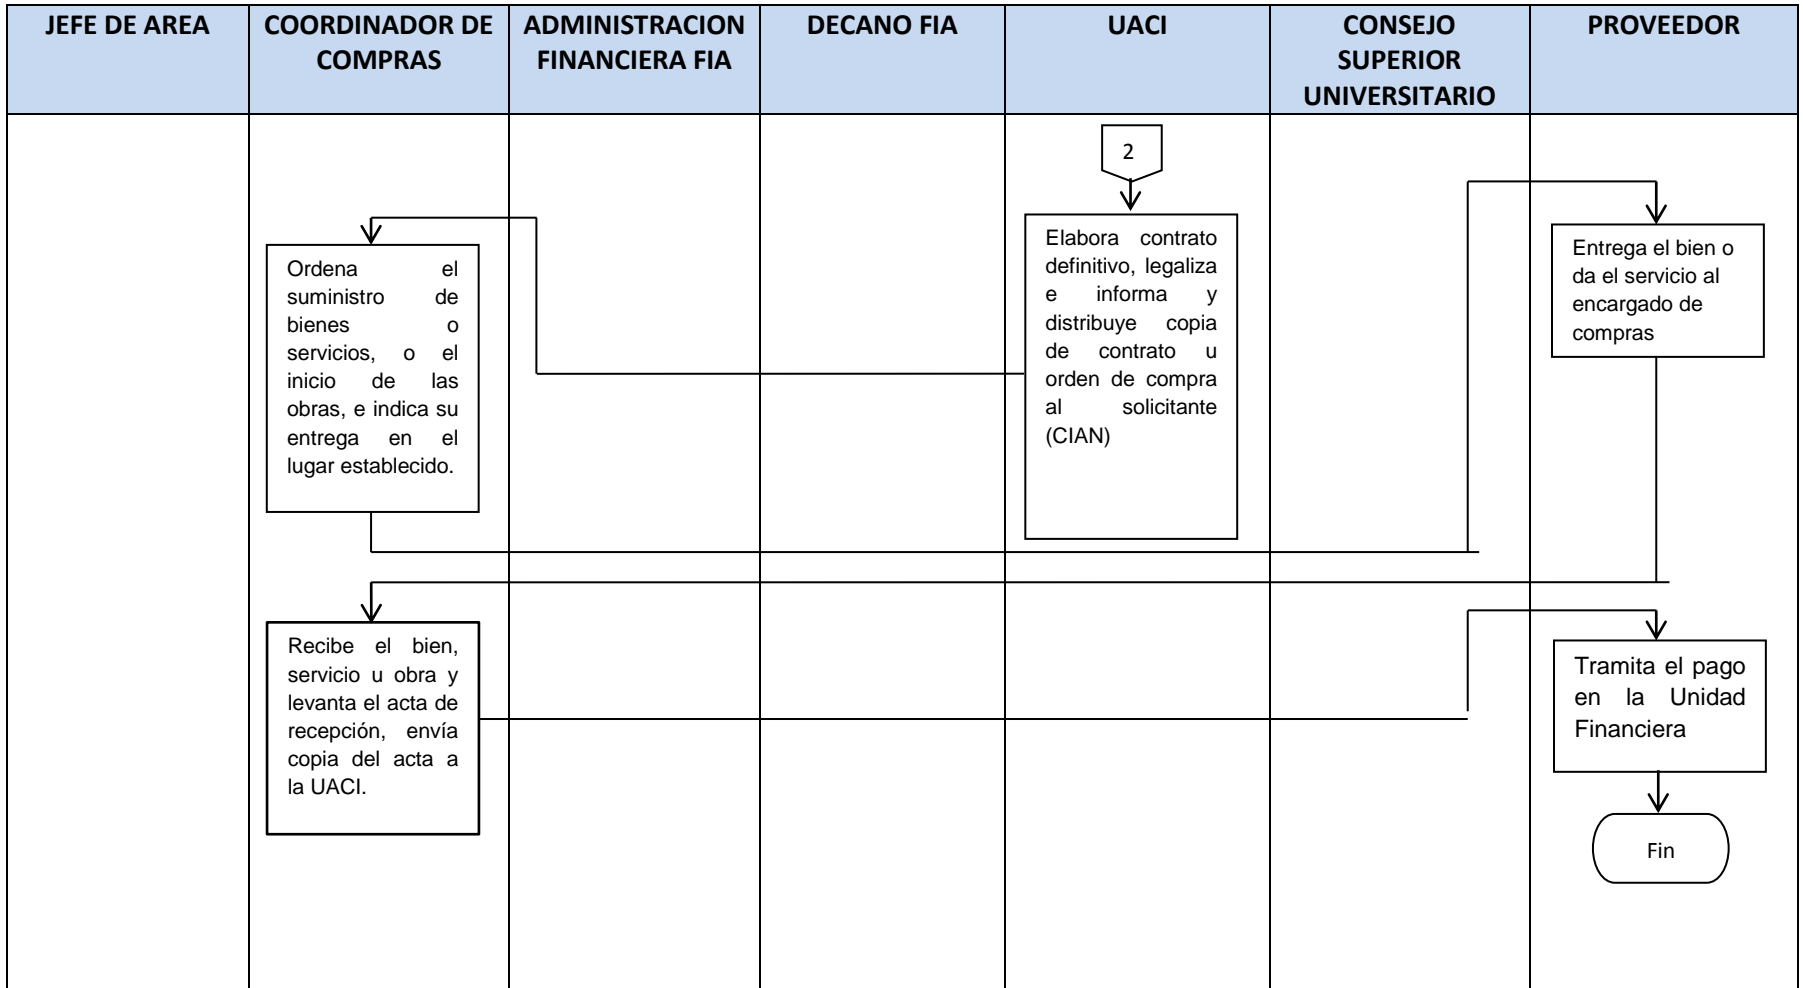 JEFE DE AREA
COORDINADOR DE
COMPRAS
ADMINISTRACION
FINANCIERA FIA
DECANO FIA
UACI
CONSEJO
SUPERIOR
UNIVERSITARIO
PROVEEDOR
2
Elabora contrato
definitivo, legaliza
e informa y
distribuye copia
de contrato u
orden de compra
al solicitante
(CIAN)
Ordena el
suministro de
bienes o
servicios, o el
inicio de las
obras, e indica su
entrega en el
lugar establecido.
Entrega el bien o
da el servicio al
encargado de
compras
Recibe el bien,
servicio u obra y
levanta el acta de
recepción, envía
copia del acta a
la UACI.
Tramita el pago
en la Unidad
Financiera
Fin